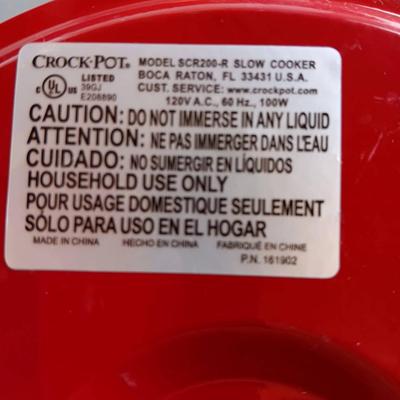 CROCK·POT® MODEL SCR200-R SLOW COOKER
BOCA RATON, FL 33431 U.S.A.
CUST. SERVICE: www.crockpot.com
120V A.C., 60 Hz., 100W
C UL US LISTED
39GJ
E208890
CAUTION: DO NOT IMMERSE IN ANY LIQUID
ATTENTION: NE PAS IMMERGER DANS L'EAU
CUIDADO: NO SUMERGIR EN LÍQUIDOS
HOUSEHOLD USE ONLY
POUR USAGE DOMESTIQUE SEULEMENT
SÓLO PARA USO EN EL HOGAR
MADE IN CHINA HECHO EN CHINA FABRIQUÉ EN CHINE
P.N. 161902